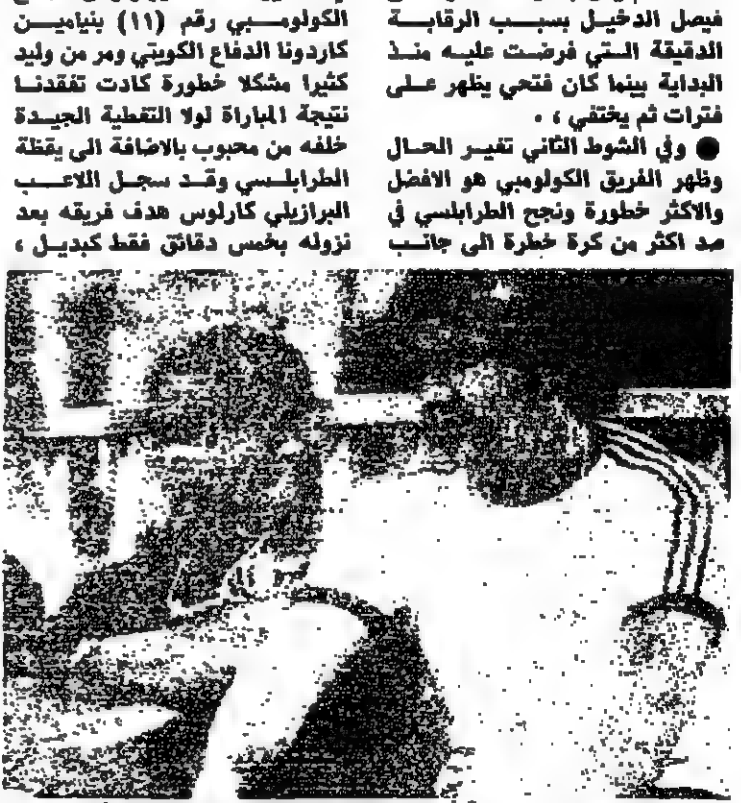 فيصل الدخيل بسبب الرقابة
الدقيقة التي فرضت عليه منذ
البداية بينما كان فتحي يظهر على
فترات ثم يختفي ، •
● وفي الشوط الثاني تغير الحال
وظهر الفريق الكولومبي هو الافضل
والاكثر خطورة ونجح الطرابلسي في
صد اكثر من كرة خطرة الى جانب
الكولومبي رقم (١١) بنيامين
كاردونا الدفاع الكويتي ومر من وليد
كثيرا مشكلا خطورة كادت تفقدنا
نتيجة المباراة لولا التغطية الجيدة
خلفه من محبوب بالاضافة الى يقظة
الطرابلسي وقد سجل اللاعب
البرازيلي كارلوس هدف فريقه بعد
نزوله بخمس دقائق فقط كبديل ،